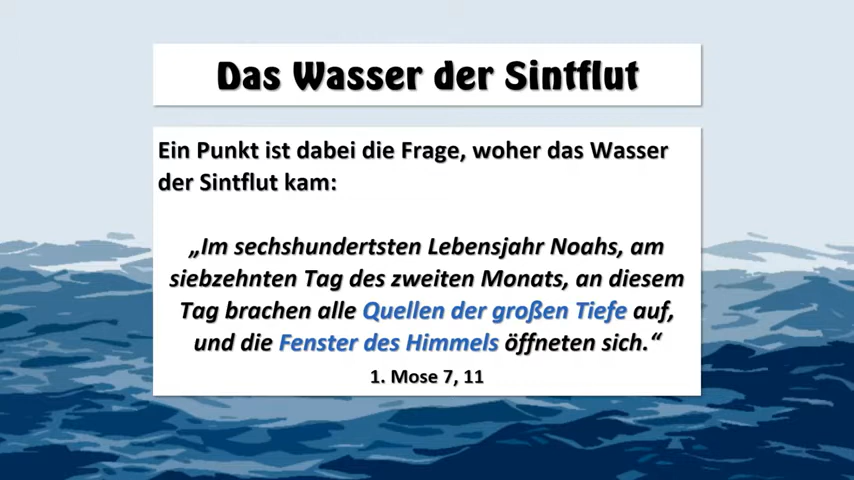 Das Wasser der Sintflut
Ein Punkt ist dabei die Frage, woher das Wasser
der Sintflut kam:
„Im sechshundertsten Lebensjahr Noahs, am
siebzehnten Tag des zweiten Monats, an diesem
Tag brachen alle Quellen der großen Tiefe auf,
und die Fenster des Himmels öffneten sich.“
1. Mose 7, 11